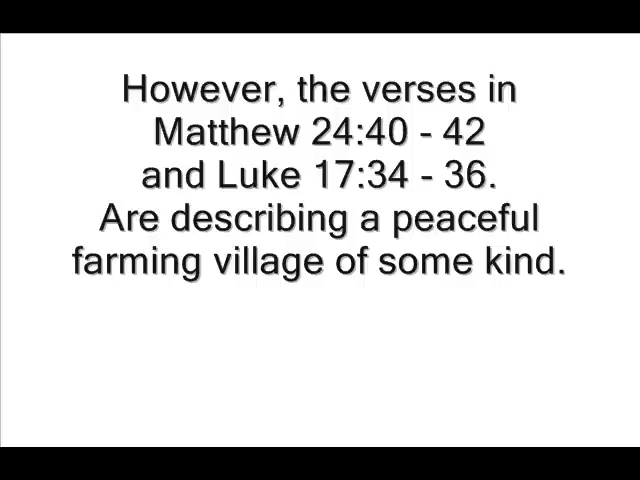 However, the verses in
Matthew 24:40 - 42
and Luke 17:34 - 36.
Are describing a peaceful
farming village of some kind.